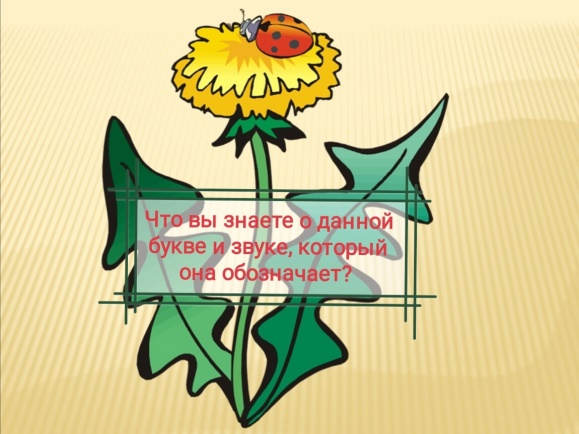 Что вы знаете о данной
букве и звуке, который
она обозначает?